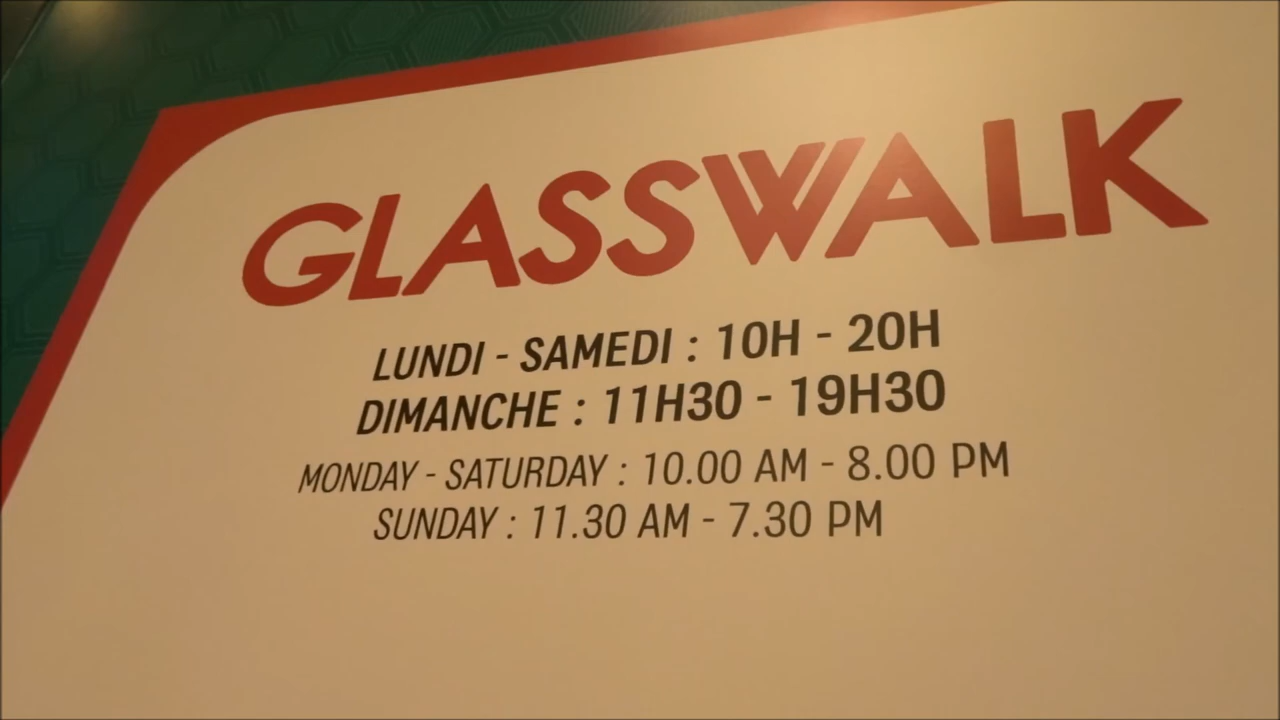 GLASSWALK
LUNDI - SAMEDI : 10H - 20H
DIMANCHE : 11H30 - 19H30
MONDAY - SATURDAY : 10.00 AM - 8.00 PM
SUNDAY : 11.30 AM - 7.30 PM